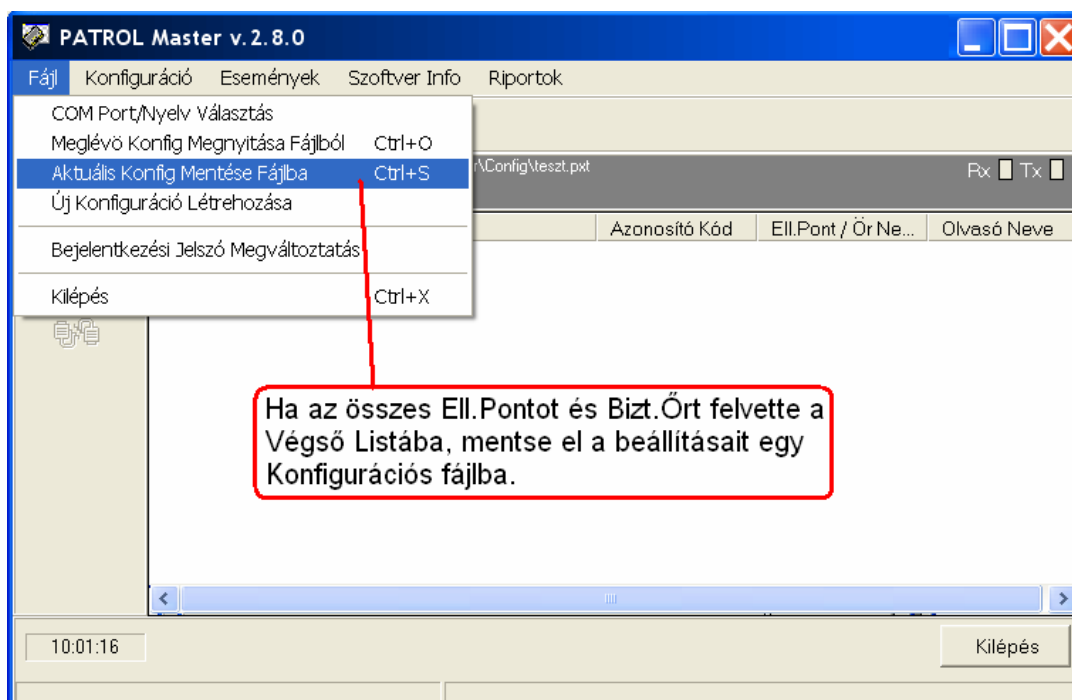 PATROL Master v.2.8.0
Fájl Konfiguráció Események Szoftver Info Riportok
COM Port/Nyelv Választás
Meglévö Konfig Megnyitása Fájlból Ctrl+O
Aktuális Konfig Mentése Fájlba Ctrl+S
r\Config\teszt.pxt Rx Tx
Új Konfiguráció Létrehozása
Azonosító Kód Ell.Pont / Ör Ne... Olvasó Neve
Bejelentkezési Jelszó Megváltoztatás
Kilépés Ctrl+X
Ha az összes Ell.Pontot és Bizt.Őrt felvette a
Végső Listába, mentse el a beállításait egy
Konfigurációs fájlba.
10:01:16 Kilépés